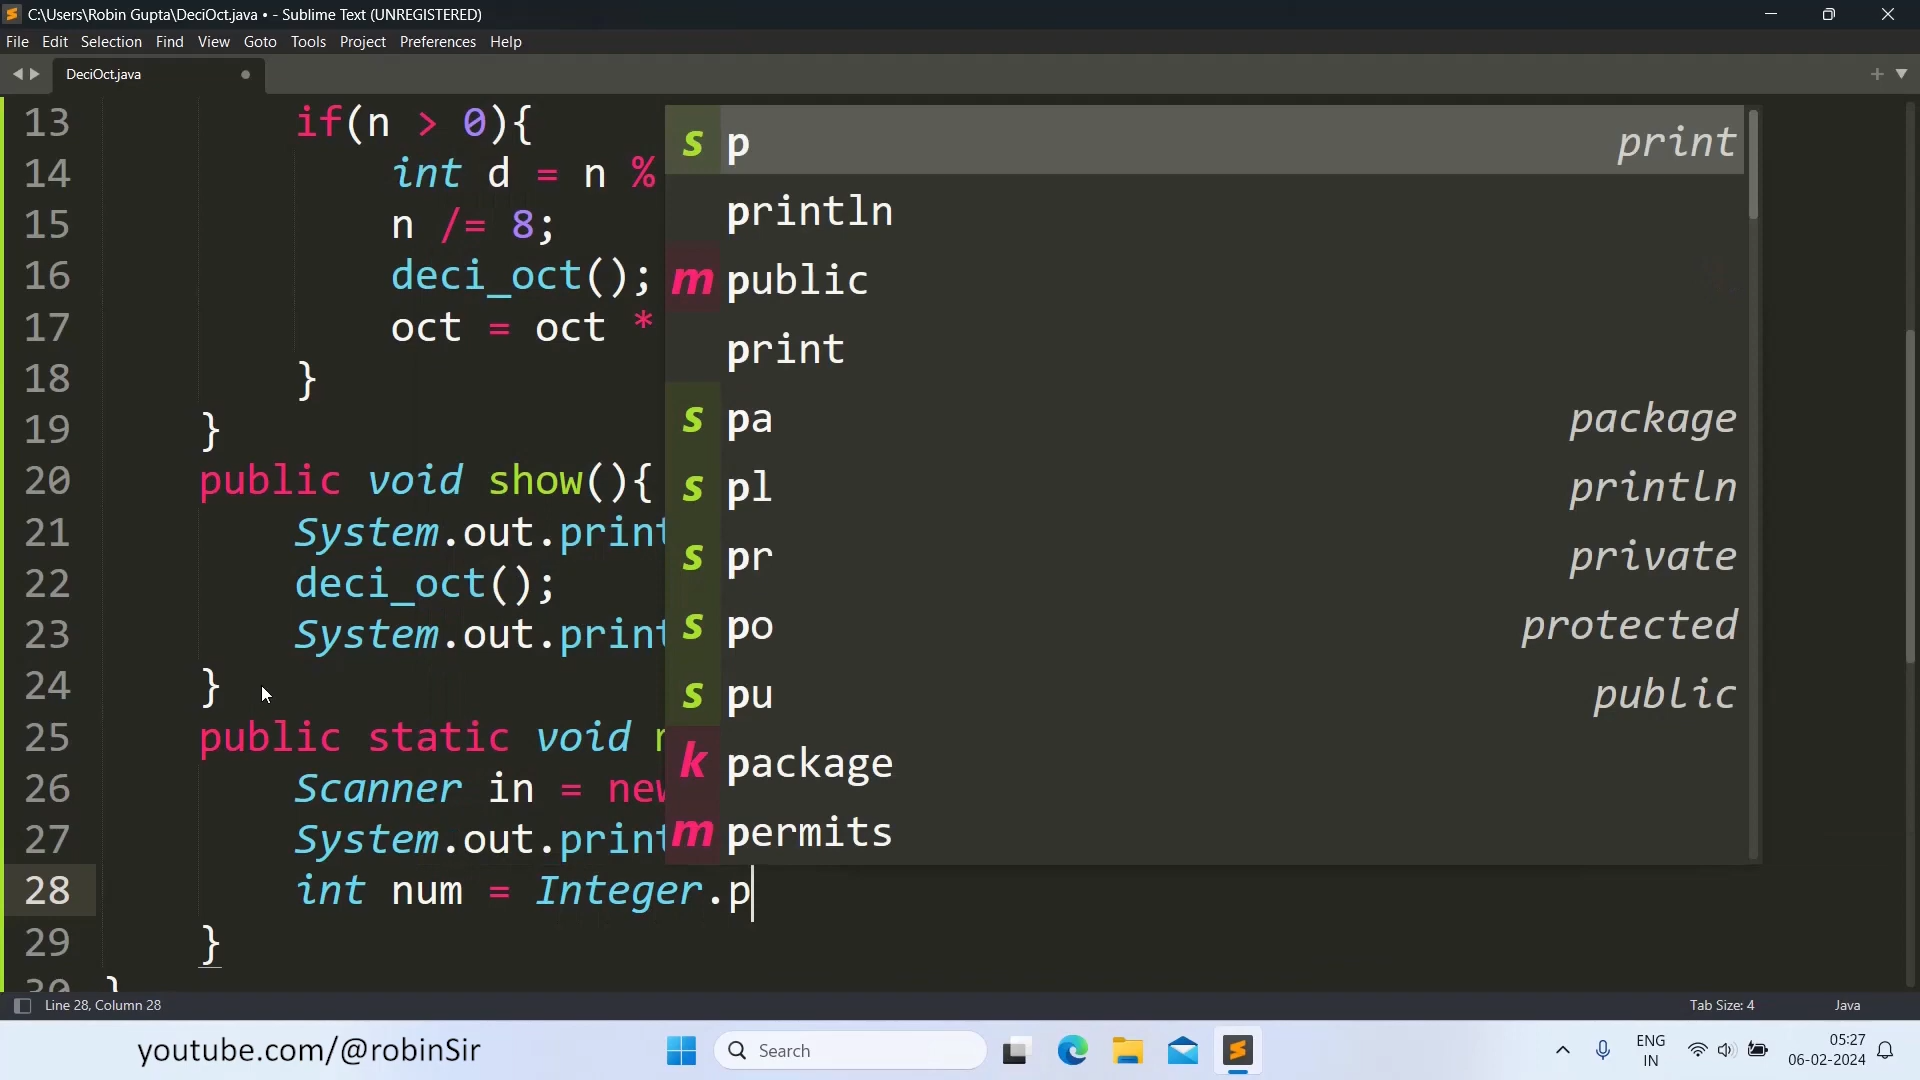 C:\Users\Robin Gupta\DeciOct.java • - Sublime Text (UNREGISTERED)
File Edit Selection Find View Goto Tools Project Preferences Help
DeciOct.java
13 if(n > 0){
14 int d = n %
15 n /= 8;
16 deci_oct();
17 oct = oct *
18 }
19 }
20 public void show(){
21 System.out.print
22 deci_oct();
23 System.out.print
24 }
25 public static void
26 Scanner in = new
27 System.out.print
28 int num = Integer.p
29 }
30 }
s p print
println
m public
print
s pa package
s pl println
s pr private
s po protected
s pu public
k package
m permits
Line 28, Column 28 Tab Size: 4 Java
youtube.com/@robinSir
Search
ENG
IN
05:27
06-02-2024